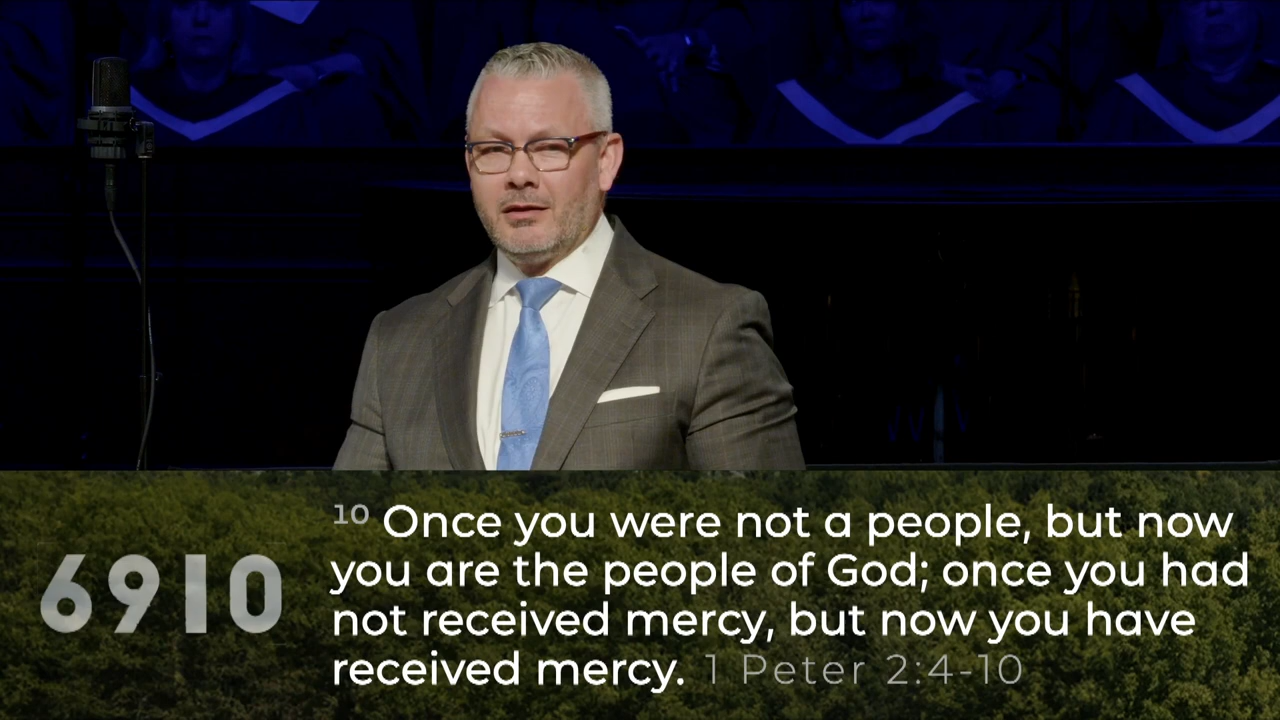 6910
10 Once you were not a people, but now
you are the people of God; once you had
not received mercy, but now you have
received mercy. 1 Peter 2:4-10